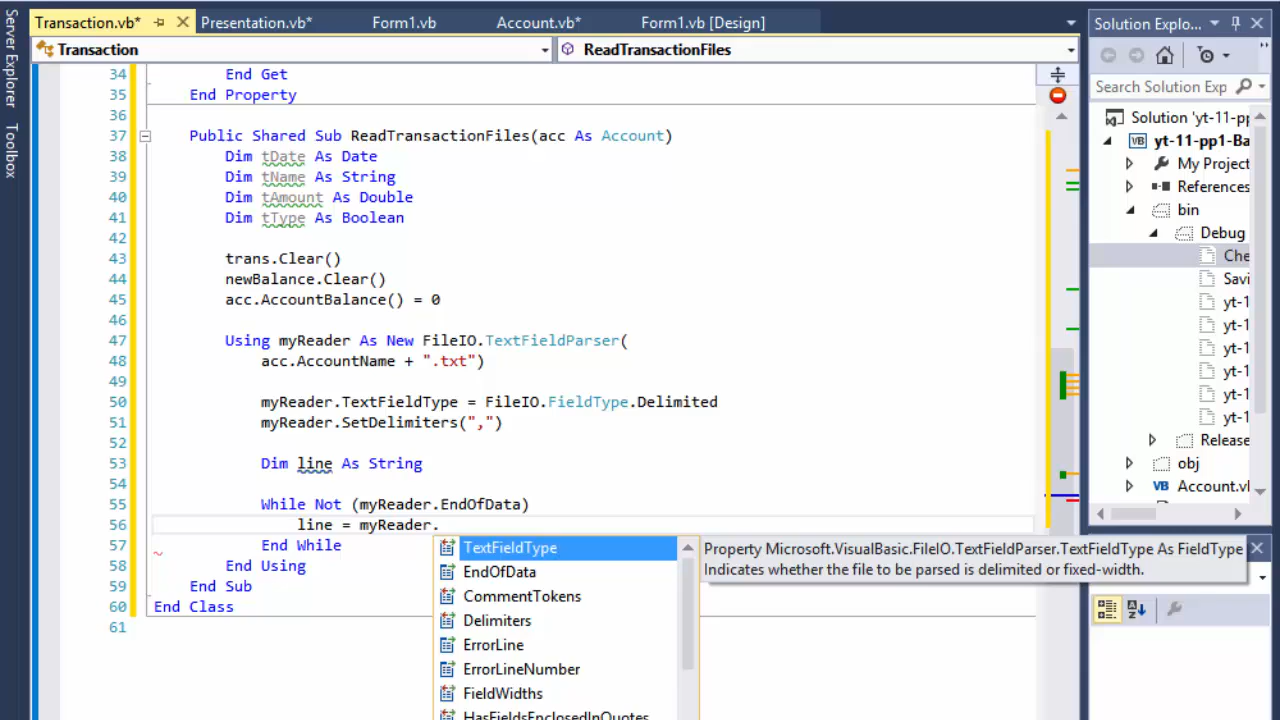 Server Explorer
Toolbox
Transaction.vb*
Presentation.vb*
Form1.vb
Account.vb*
Form1.vb [Design]
Transaction
ReadTransactionFiles
34 End Get
35 End Property
36
37 Public Shared Sub ReadTransactionFiles(acc As Account)
38 Dim tDate As Date
39 Dim tName As String
40 Dim tAmount As Double
41 Dim tType As Boolean
42
43 trans.Clear()
44 newBalance.Clear()
45 acc.AccountBalance() = 0
46
47 Using myReader As New FileIO.TextFieldParser(
48 acc.AccountName + ".txt")
49
50 myReader.TextFieldType = FileIO.FieldType.Delimited
51 myReader.SetDelimiters(",")
52
53 Dim line As String
54
55 While Not (myReader.EndOfData)
56 line = myReader.
57 End While
58 End Using
59 End Sub
60 End Class
61
TextFieldType
EndOfData
CommentTokens
Delimiters
ErrorLine
ErrorLineNumber
FieldWidths
HasFieldsEnclosedInQuotes
Property Microsoft.VisualBasic.FileIO.TextFieldParser.TextFieldType As FieldType
Indicates whether the file to be parsed is delimited or fixed-width.
Solution Explo...
Search Solution Exp
Solution 'yt-11-pp
yt-11-pp1-Ba
My Project
References
bin
Debug
Che
Savi
yt-1
yt-1
yt-1
yt-1
yt-1
yt-1
Release
obj
Account.vb